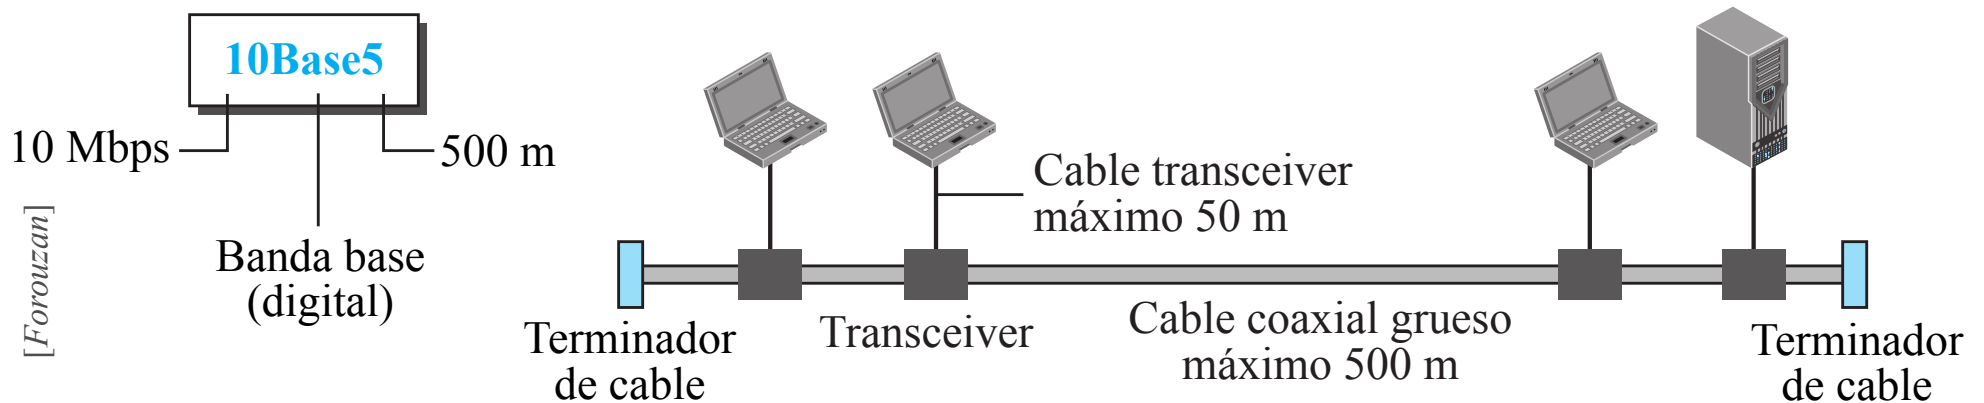 10Base5
10 Mbps
500 m
Banda base
(digital)
[Forouzan]
Cable transceiver
máximo 50 m
Terminador
de cable
Transceiver
Cable coaxial grueso
máximo 500 m
Terminador
de cable